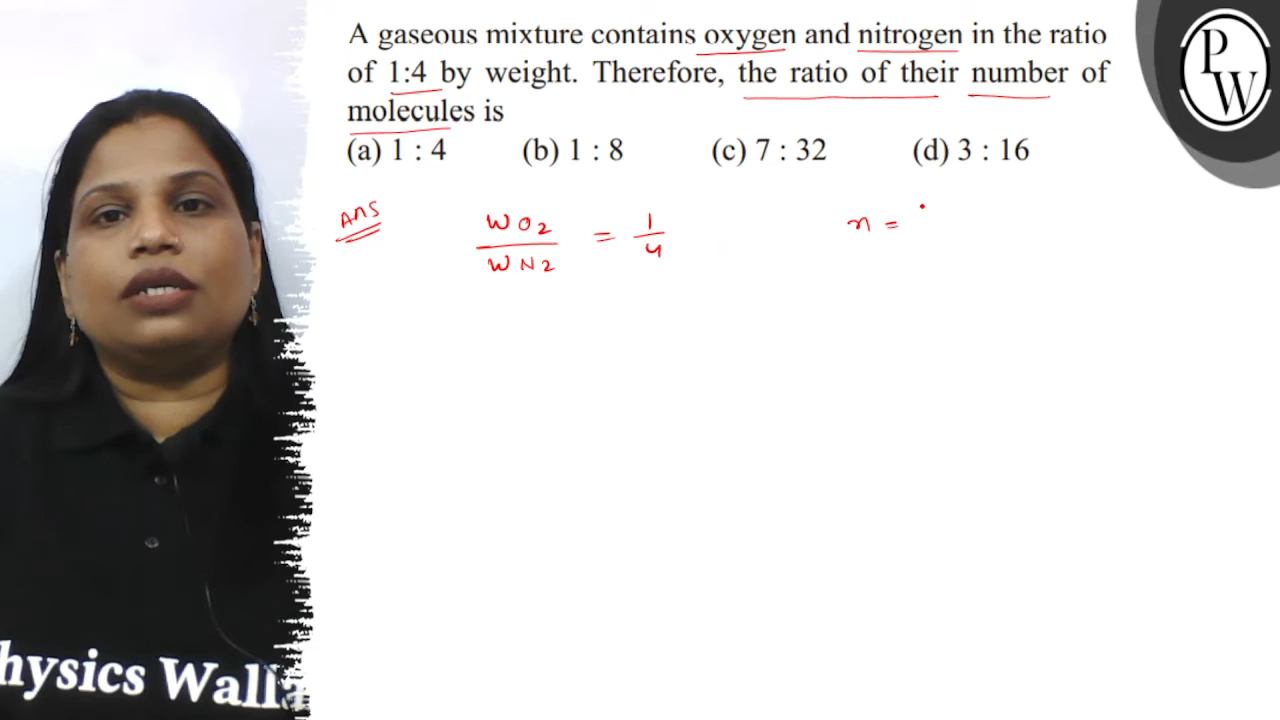 A gaseous mixture contains oxygen and nitrogen in the ratio
of 1:4 by weight. Therefore, the ratio of their number of
molecules is
(a) 1 : 4 (b) 1 : 8 (c) 7 : 32 (d) 3 : 16
Ans
WO2 / WN2 = 1/4
n =
PW
hysics Walla